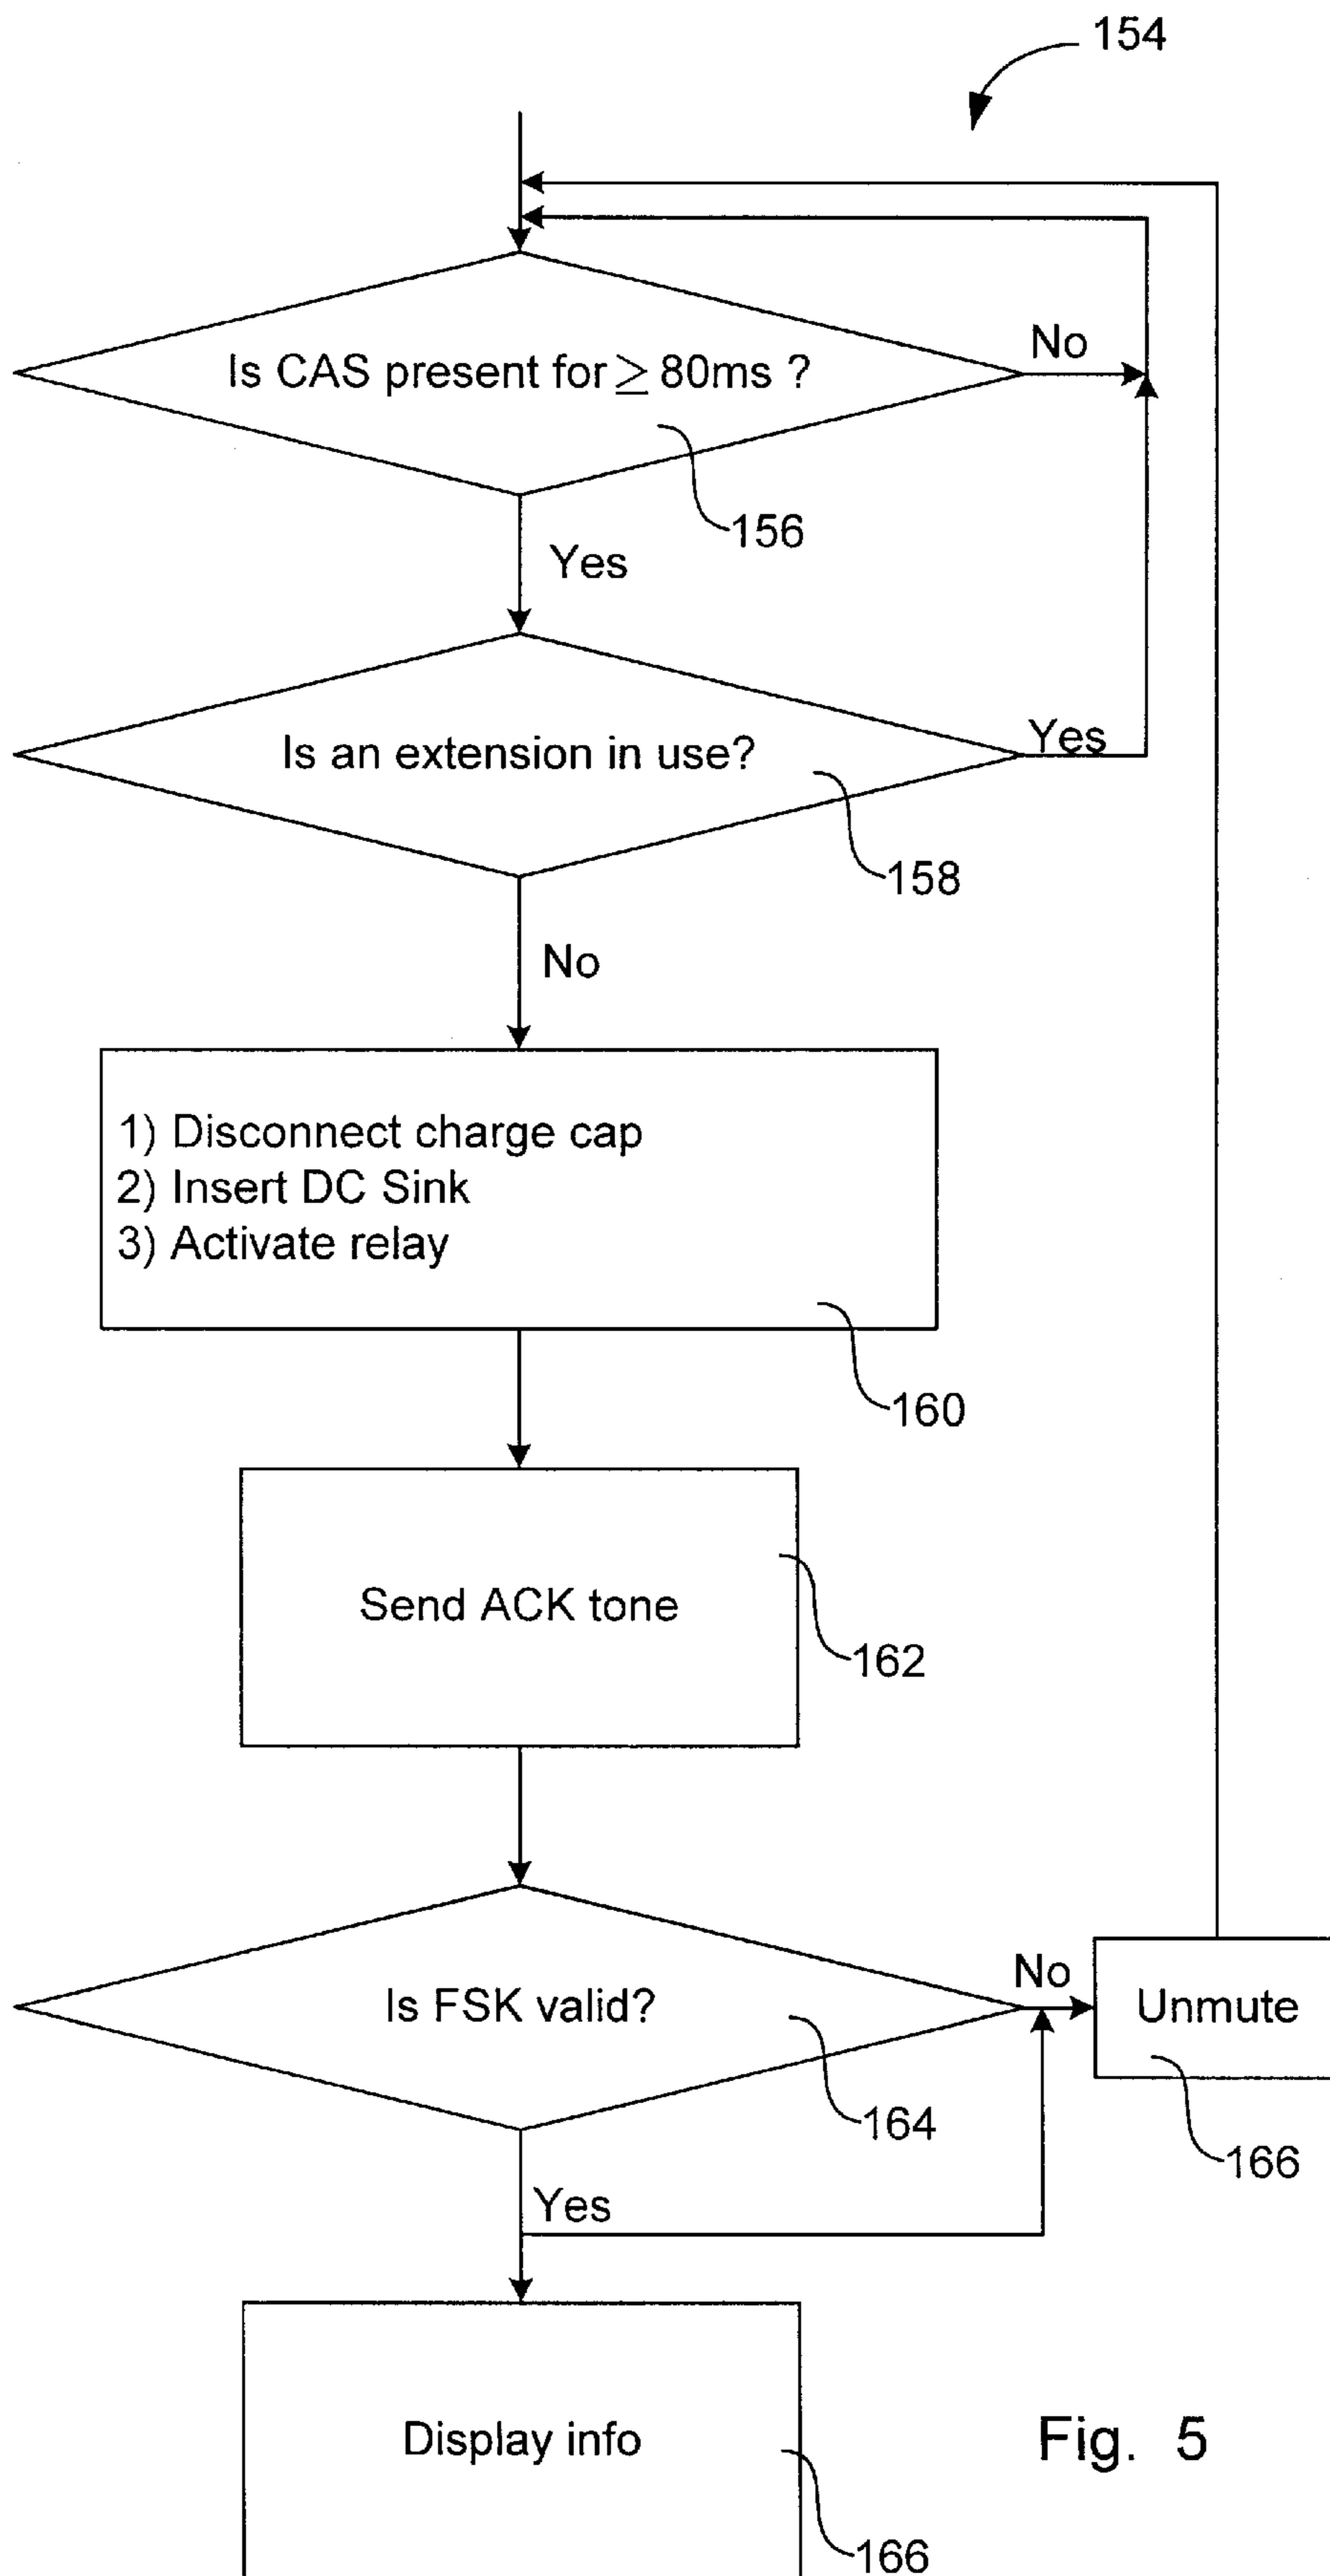 154
Is CAS present for ≥ 80ms ?
No
156
Yes
Is an extension in use?
Yes
158
No
1) Disconnect charge cap
2) Insert DC Sink
3) Activate relay
160
Send ACK tone
162
Is FSK valid?
No
Unmute
164
166
Yes
Display info
Fig. 5
166